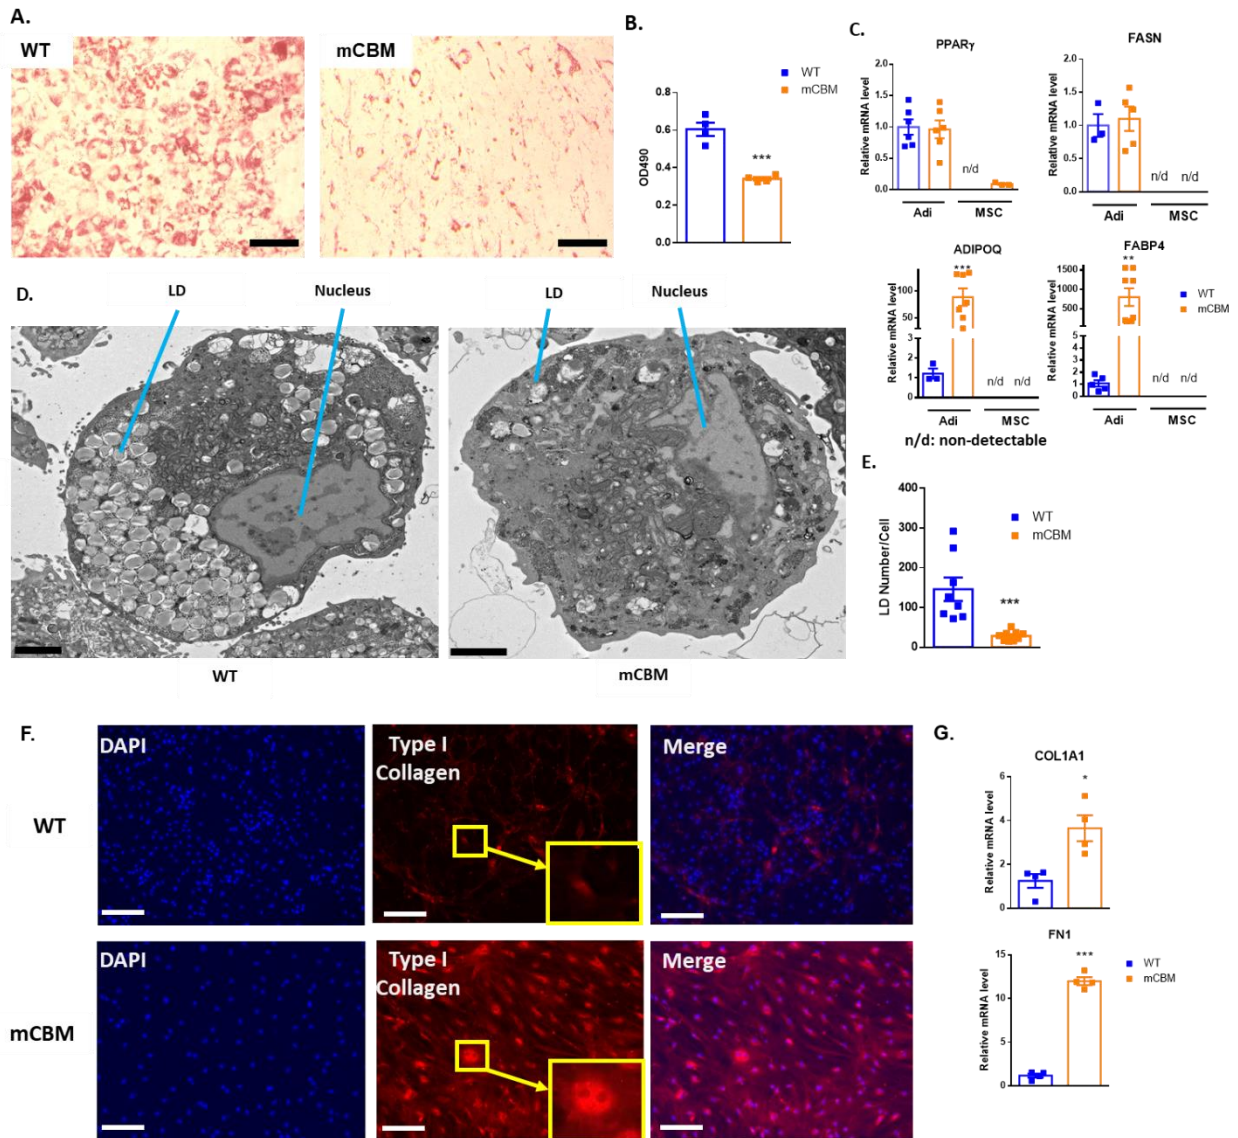 A.
WT
mCBM
B.
WT
mCBM
OD490
0.8
0.6
0.4
0.2
0.0
***
C.
PPARγ
Relative mRNA level
2.0
1.5
1.0
0.5
0.0
n/d
Adi
MSC
FASN
Relative mRNA level
2.0
1.5
1.0
0.5
0.0
n/d n/d
Adi
MSC
ADIPOQ
***
Relative mRNA level
100
50
2
1
0
n/d n/d
Adi
MSC
FABP4
**
Relative mRNA level
1500
1000
500
5
4
3
2
1
0
n/d n/d
Adi
MSC
WT
mCBM
n/d: non-detectable
D.
LD
Nucleus
LD
Nucleus
WT
mCBM
E.
LD Number/Cell
400
300
200
100
0
WT
mCBM
***
F.
WT
DAPI
Type I
Collagen
Merge
mCBM
DAPI
Type I
Collagen
Merge
G.
COL1A1
Relative mRNA level
6
4
2
0
*
FN1
Relative mRNA level
15
10
5
0
***
WT
mCBM